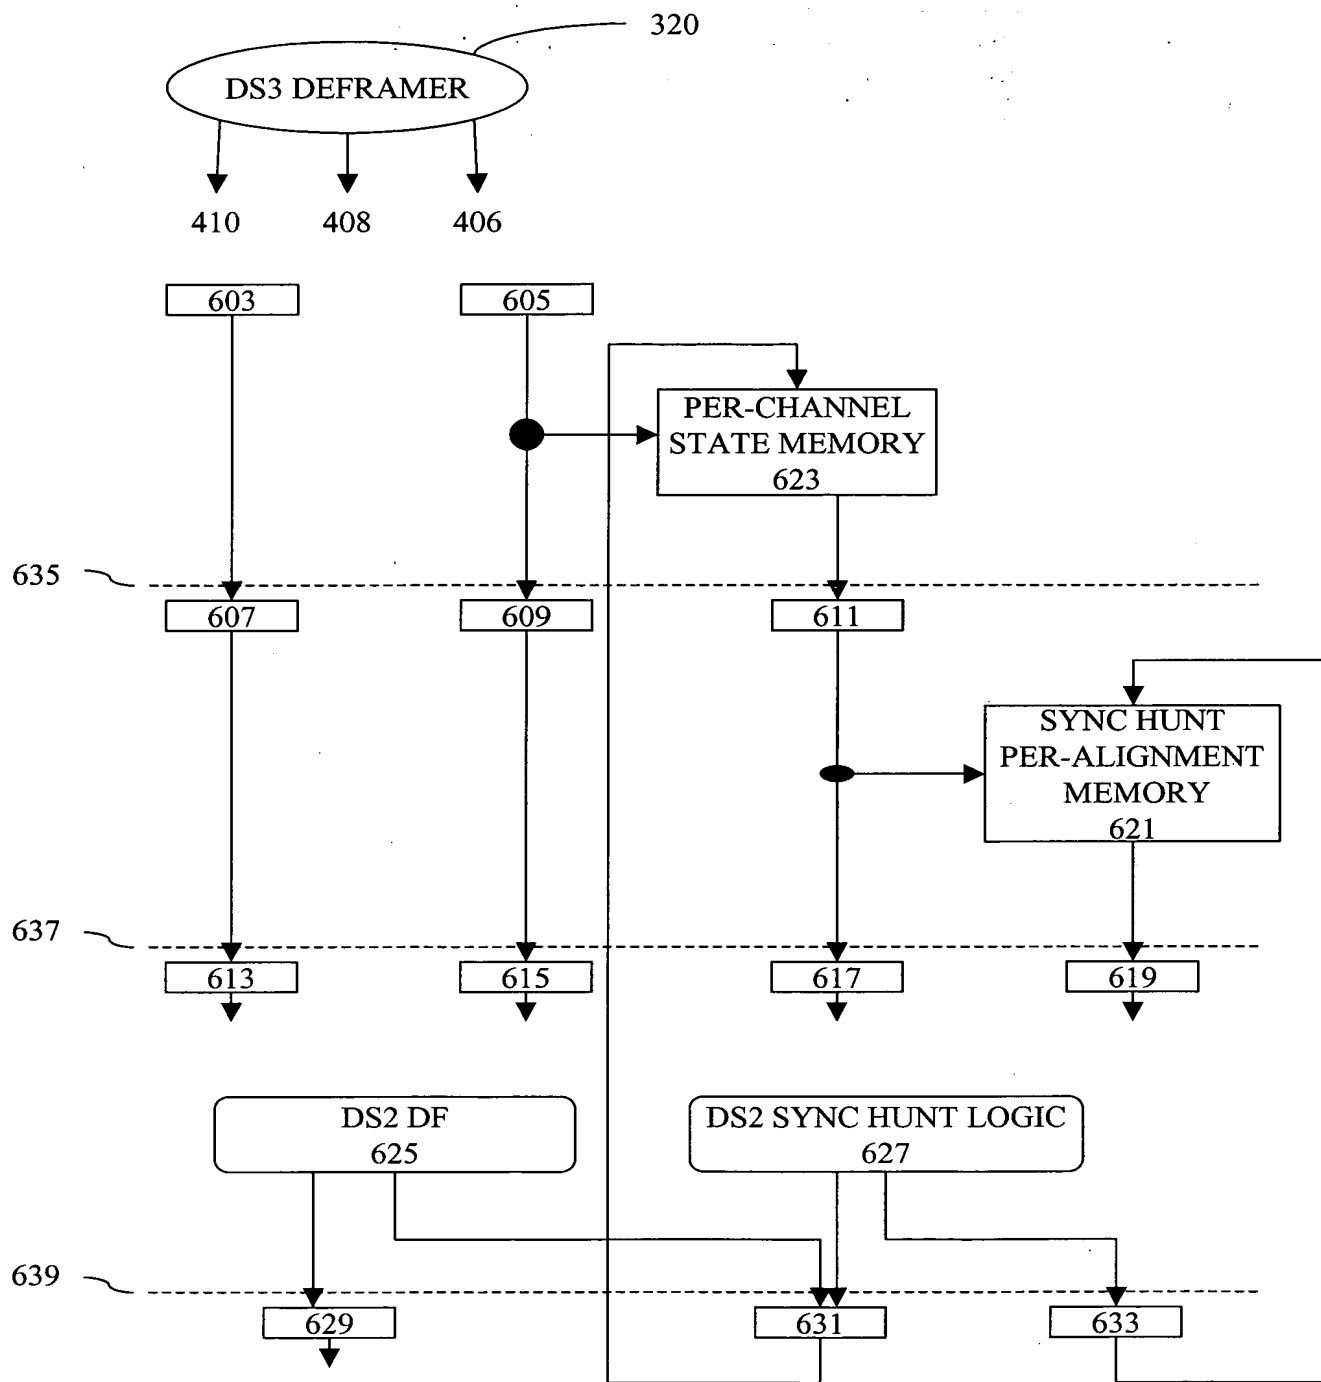 320
DS3 DEFRAMER
410 408 406
603 605
PER-CHANNEL
STATE MEMORY
623
635
607 609 611
SYNC HUNT
PER-ALIGNMENT
MEMORY
621
637
613 615 617 619
DS2 DF
625
DS2 SYNC HUNT LOGIC
627
639
629 631 633